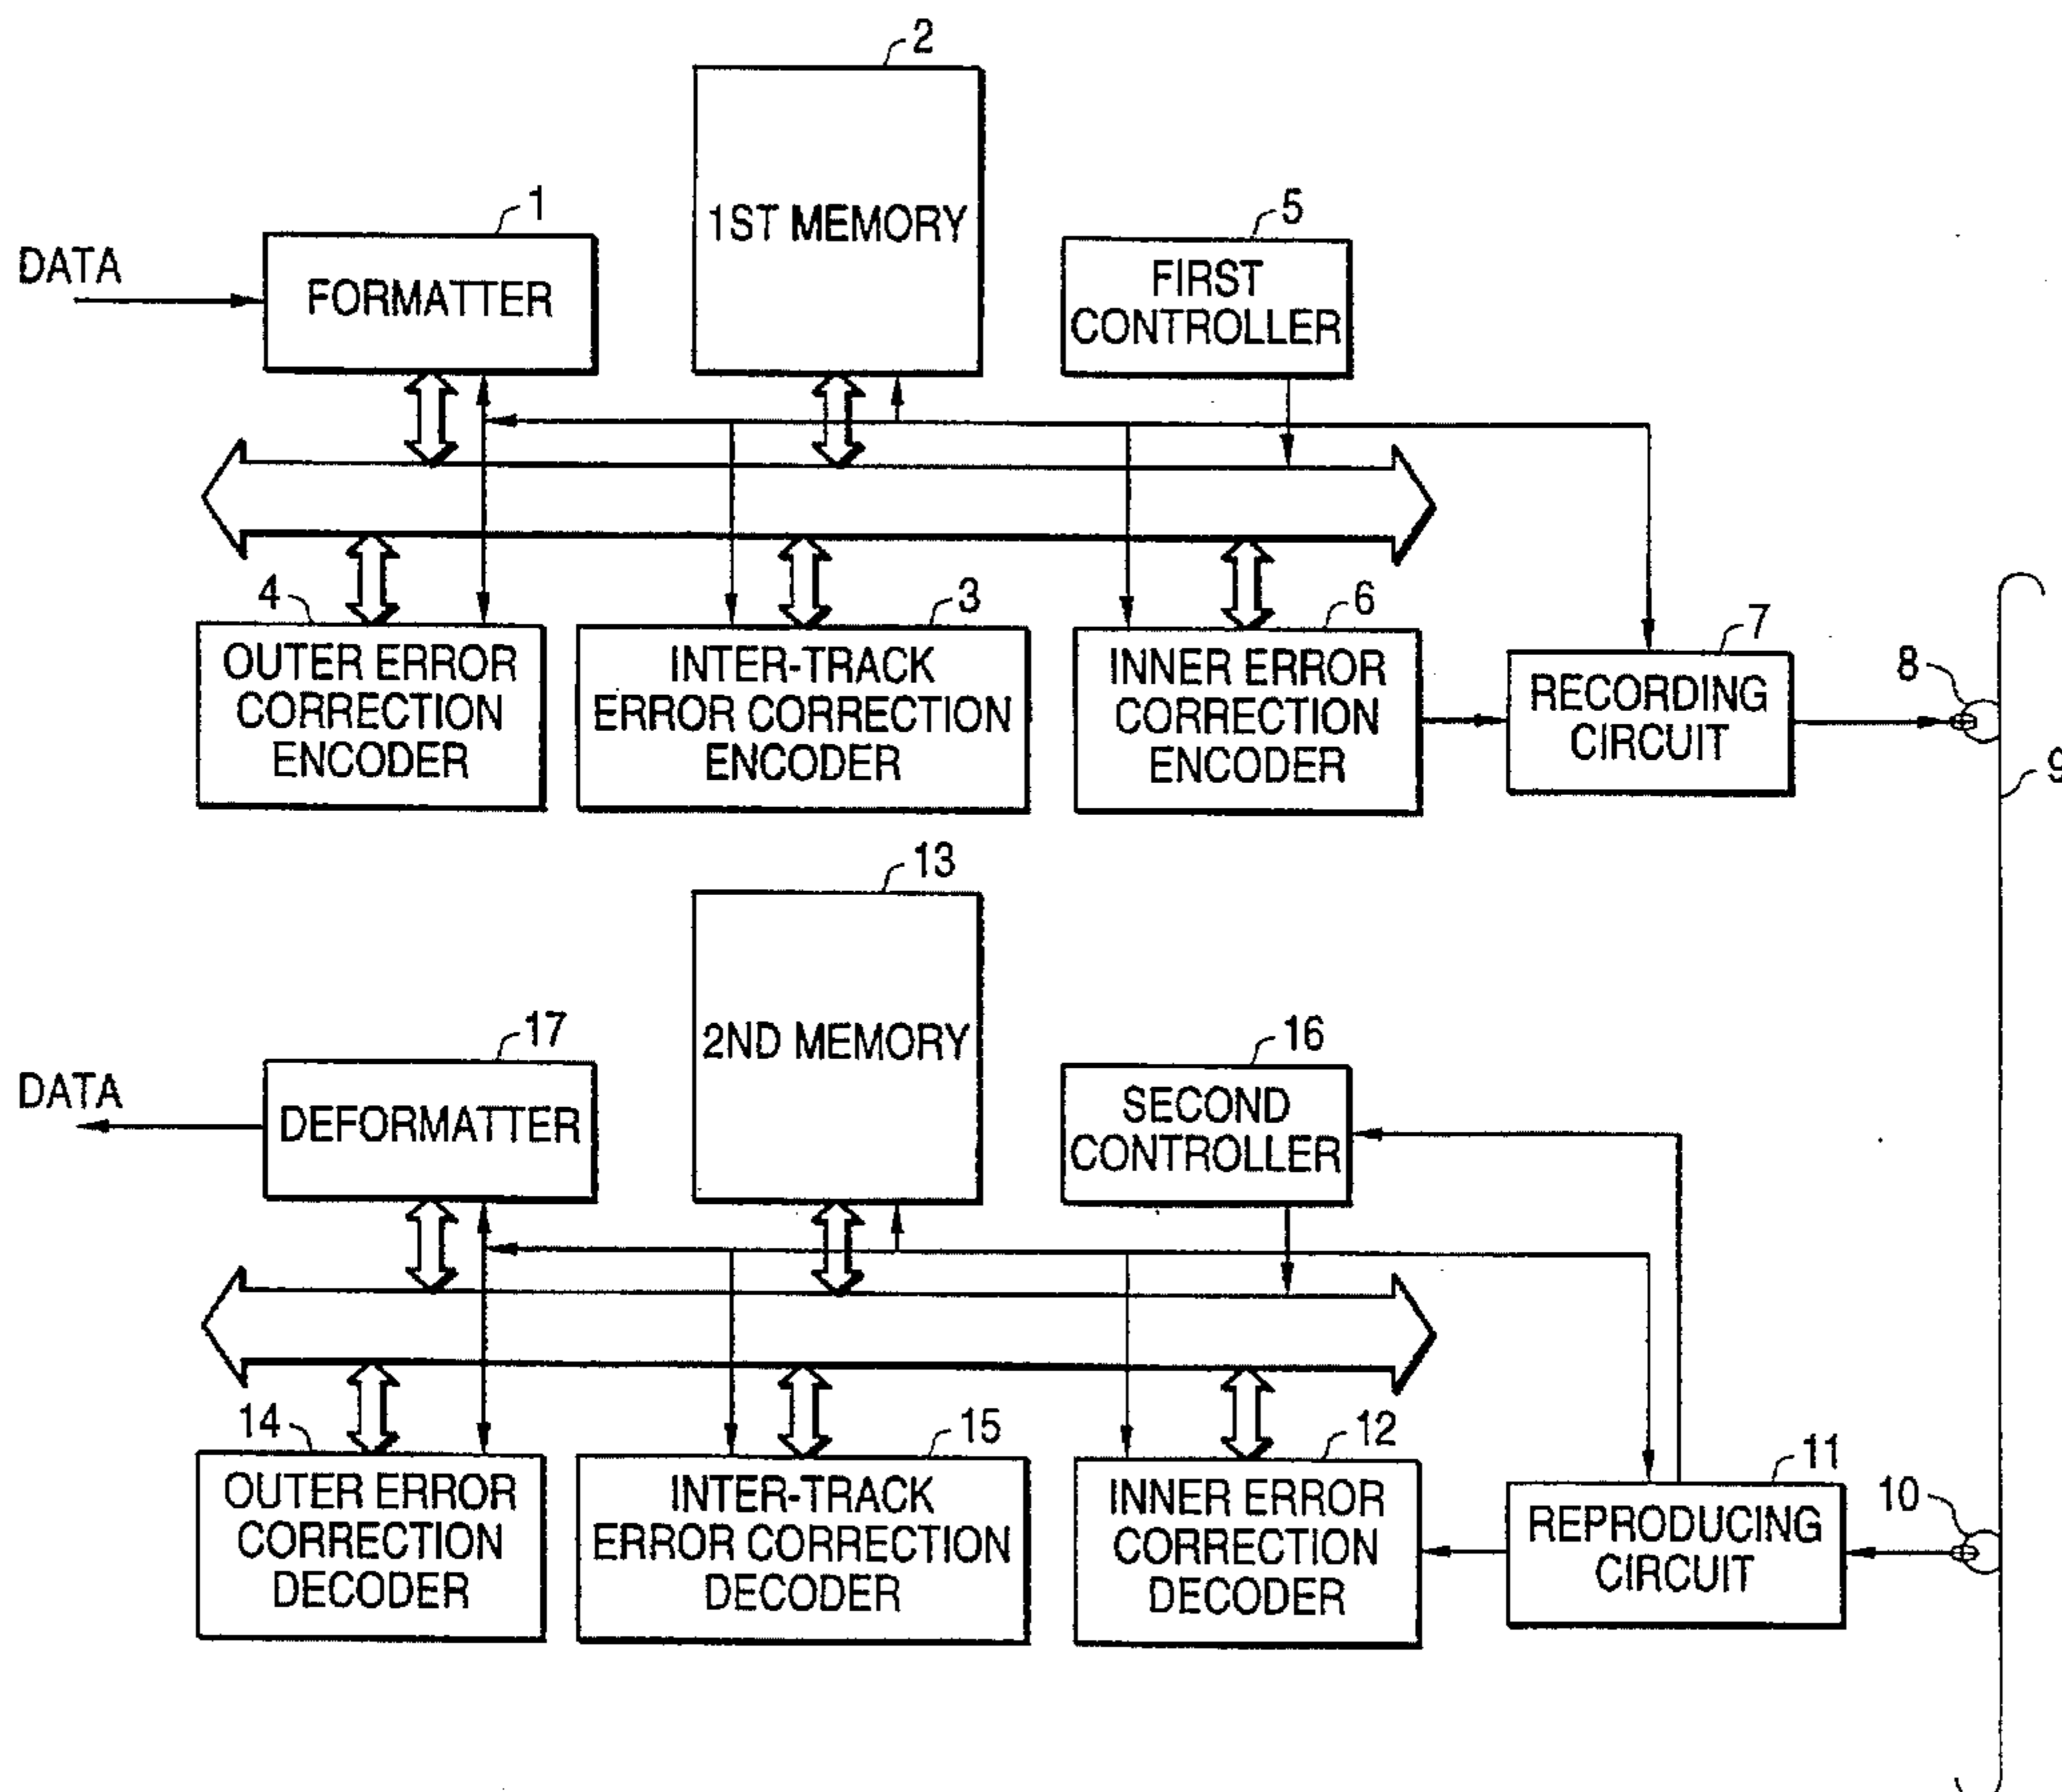 2
1
5
DATA
FORMATTER
1ST MEMORY
FIRST
CONTROLLER
4
3
6
7
OUTER ERROR
CORRECTION
ENCODER
INTER-TRACK
ERROR CORRECTION
ENCODER
INNER ERROR
CORRECTION
ENCODER
RECORDING
CIRCUIT
8
9
13
17
16
DATA
DEFORMATTER
2ND MEMORY
SECOND
CONTROLLER
14
15
12
11
10
OUTER ERROR
CORRECTION
DECODER
INTER-TRACK
ERROR CORRECTION
DECODER
INNER ERROR
CORRECTION
DECODER
REPRODUCING
CIRCUIT